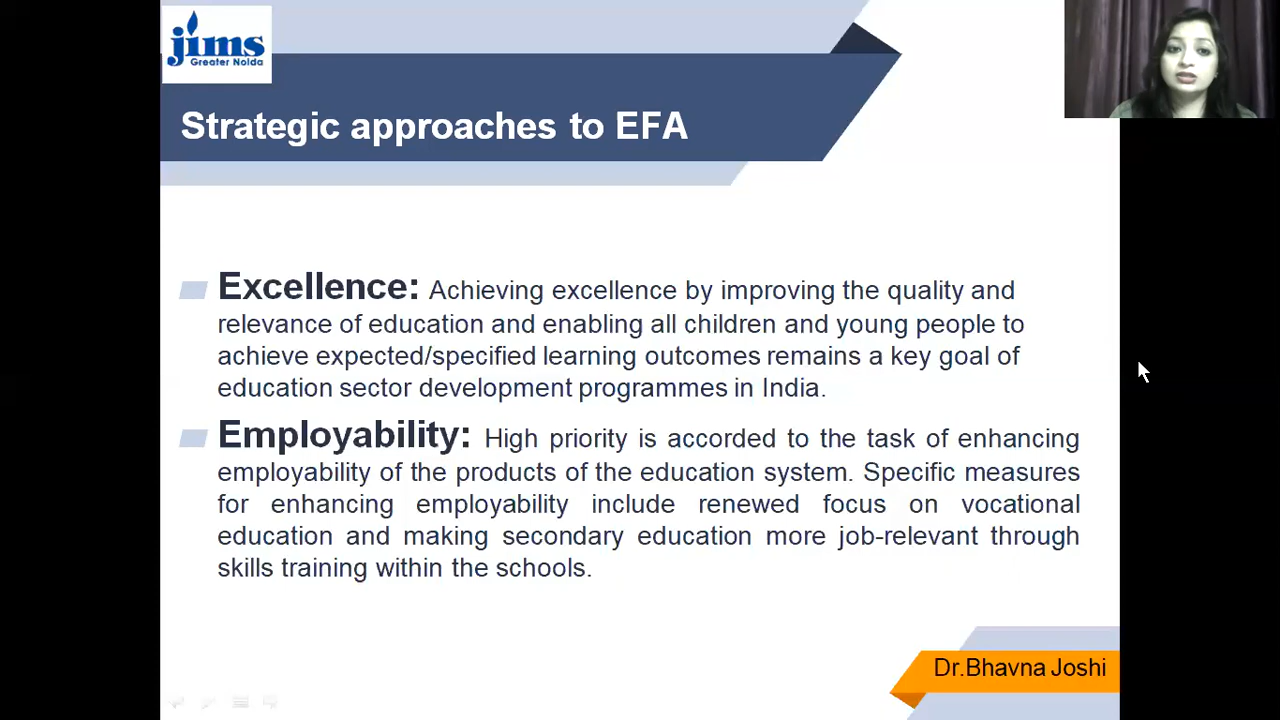 jims
Greater Noida
Strategic approaches to EFA
Excellence: Achieving excellence by improving the quality and
relevance of education and enabling all children and young people to
achieve expected/specified learning outcomes remains a key goal of
education sector development programmes in India.
Employability: High priority is accorded to the task of enhancing
employability of the products of the education system. Specific measures
for enhancing employability include renewed focus on vocational
education and making secondary education more job-relevant through
skills training within the schools.
Dr.Bhavna Joshi